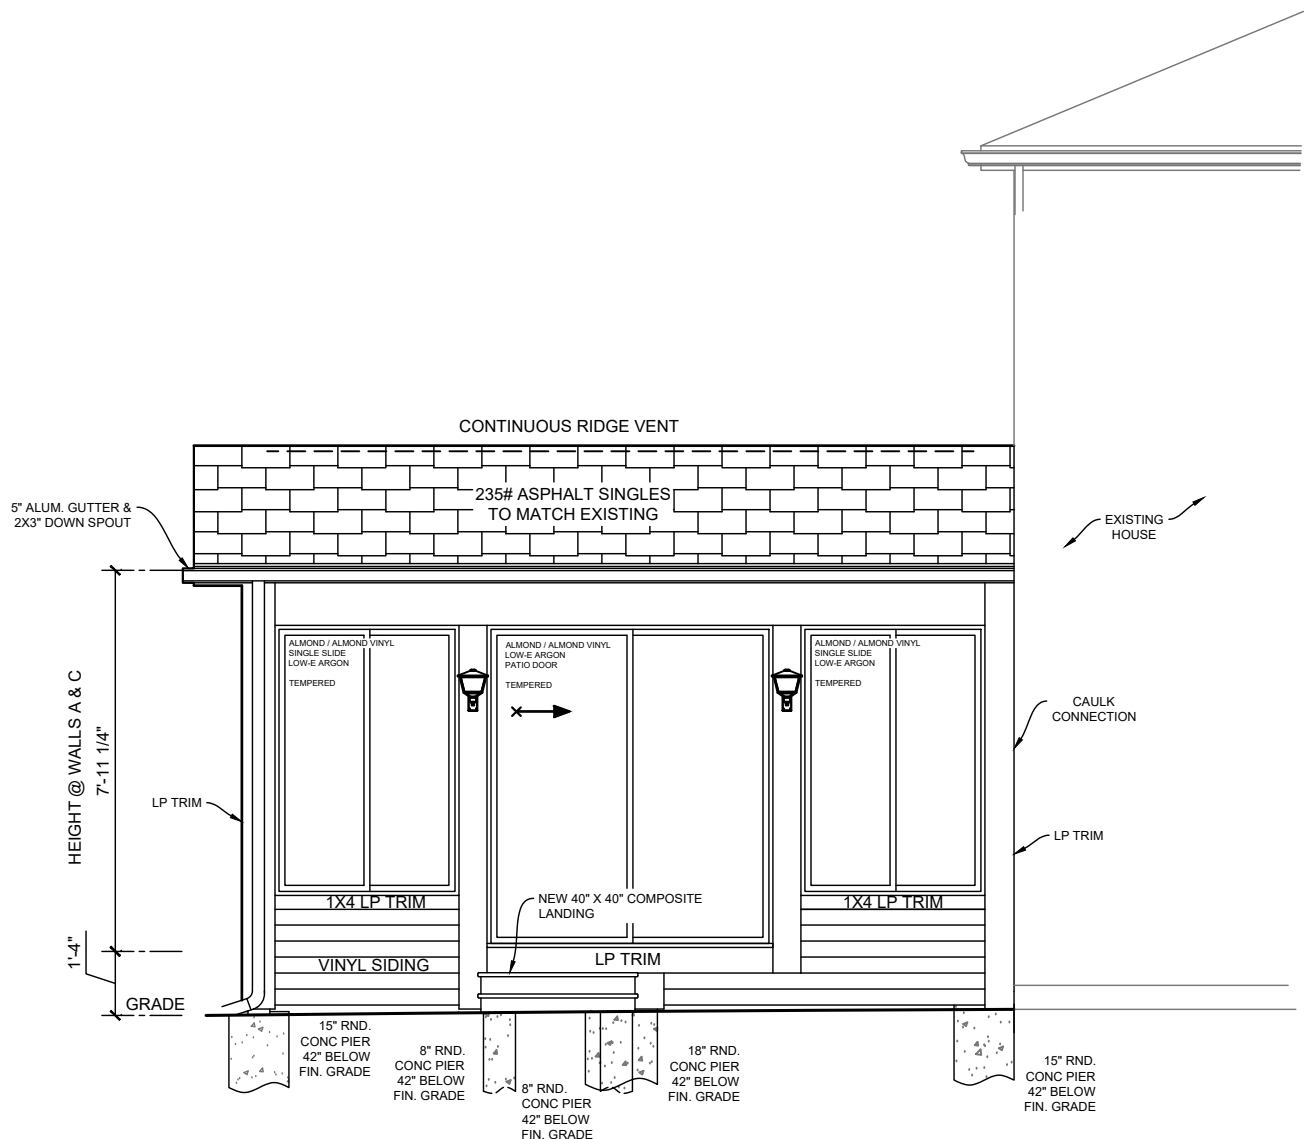 CONTINUOUS RIDGE VENT
235# ASPHALT SINGLES
TO MATCH EXISTING
5" ALUM. GUTTER &
2X3" DOWN SPOUT
EXISTING
HOUSE
ALMOND / ALMOND VINYL
SINGLE SLIDE
LOW-E ARGON
TEMPERED
ALMOND / ALMOND VINYL
LOW-E ARGON
PATIO DOOR
TEMPERED
ALMOND / ALMOND VINYL
SINGLE SLIDE
LOW-E ARGON
TEMPERED
HEIGHT @ WALLS A & C
7'-11 1/4"
CAULK
CONNECTION
LP TRIM
LP TRIM
1X4 LP TRIM
NEW 40" X 40" COMPOSITE
LANDING
1X4 LP TRIM
1'-4"
VINYL SIDING
LP TRIM
GRADE
15" RND.
CONC PIER
42" BELOW
FIN. GRADE
8" RND.
CONC PIER
42" BELOW
FIN. GRADE
8" RND.
CONC PIER
42" BELOW
FIN. GRADE
18" RND.
CONC PIER
42" BELOW
FIN. GRADE
15" RND.
CONC PIER
42" BELOW
FIN. GRADE